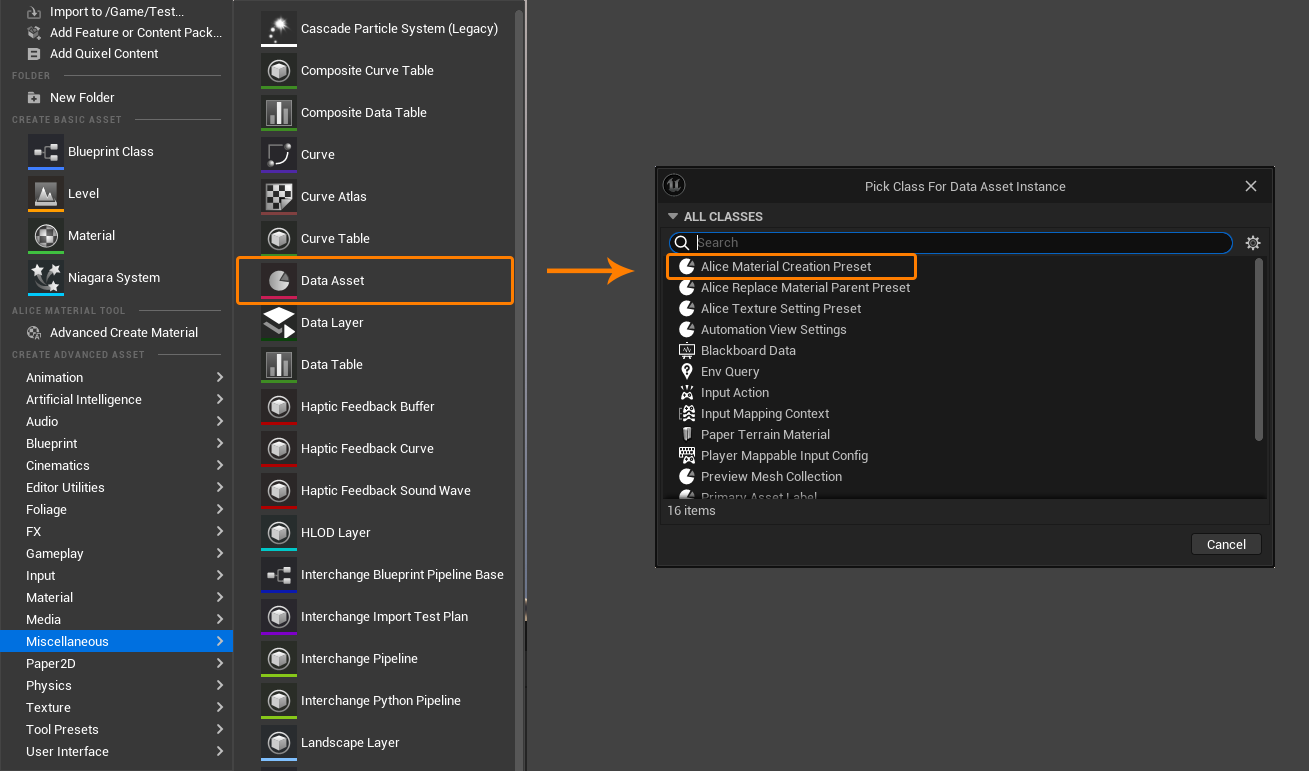 Import to /Game/Test...
Add Feature or Content Pack...
Add Quixel Content
FOLDER
New Folder
CREATE BASIC ASSET
Blueprint Class
Level
Material
Niagara System
ALICE MATERIAL TOOL
Advanced Create Material
CREATE ADVANCED ASSET
Animation
Artificial Intelligence
Audio
Blueprint
Cinematics
Editor Utilities
Foliage
FX
Gameplay
Input
Material
Media
Miscellaneous
Paper2D
Physics
Texture
Tool Presets
User Interface
Cascade Particle System (Legacy)
Composite Curve Table
Composite Data Table
Curve
Curve Atlas
Curve Table
Data Asset
Data Layer
Data Table
Haptic Feedback Buffer
Haptic Feedback Curve
Haptic Feedback Sound Wave
HLOD Layer
Interchange Blueprint Pipeline Base
Interchange Import Test Plan
Interchange Pipeline
Interchange Python Pipeline
Landscape Layer
Pick Class For Data Asset Instance
ALL CLASSES
Search
Alice Material Creation Preset
Alice Replace Material Parent Preset
Alice Texture Setting Preset
Automation View Settings
Blackboard Data
Env Query
Input Action
Input Mapping Context
Paper Terrain Material
Player Mappable Input Config
Preview Mesh Collection
Primary Asset Label
16 items
Cancel